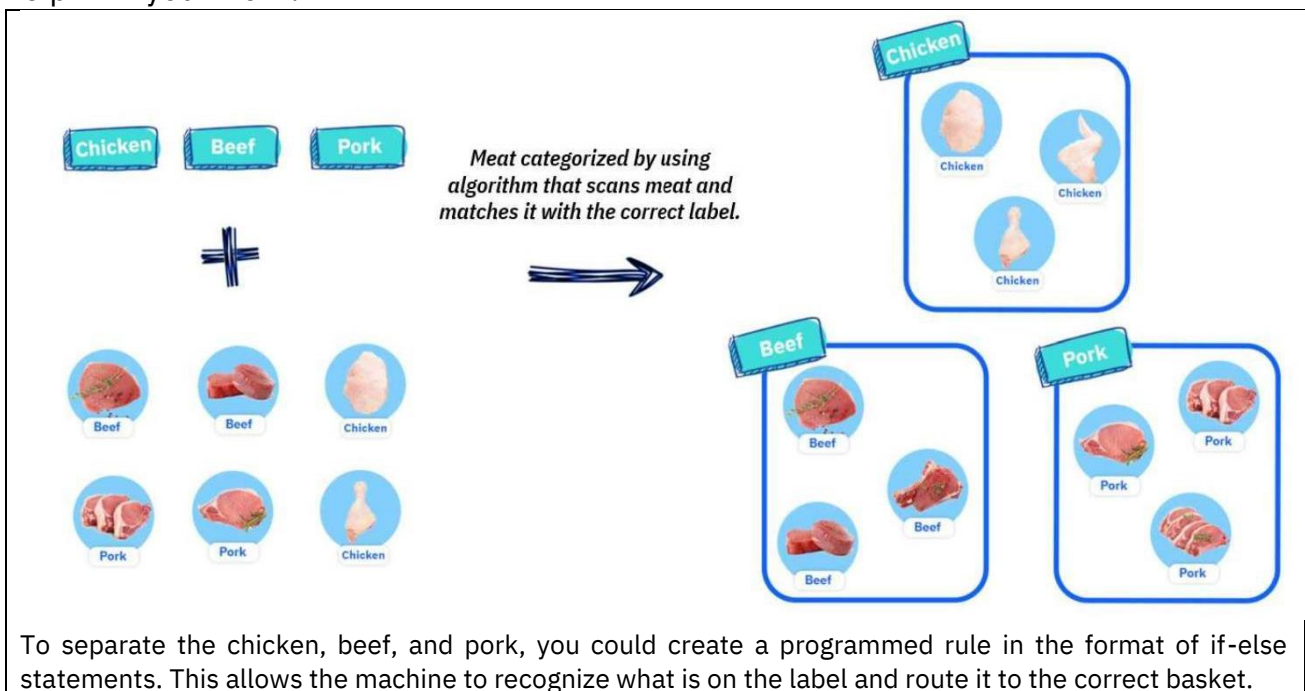 Chicken
Beef
Pork
Meat categorized by using
algorithm that scans meat and
matches it with the correct label.
Beef
Beef
Chicken
Pork
Pork
Chicken
Chicken
Chicken
Chicken
Chicken
Beef
Beef
Beef
Beef
Pork
Pork
Pork
Pork
To separate the chicken, beef, and pork, you could create a programmed rule in the format of if-else
statements. This allows the machine to recognize what is on the label and route it to the correct basket.